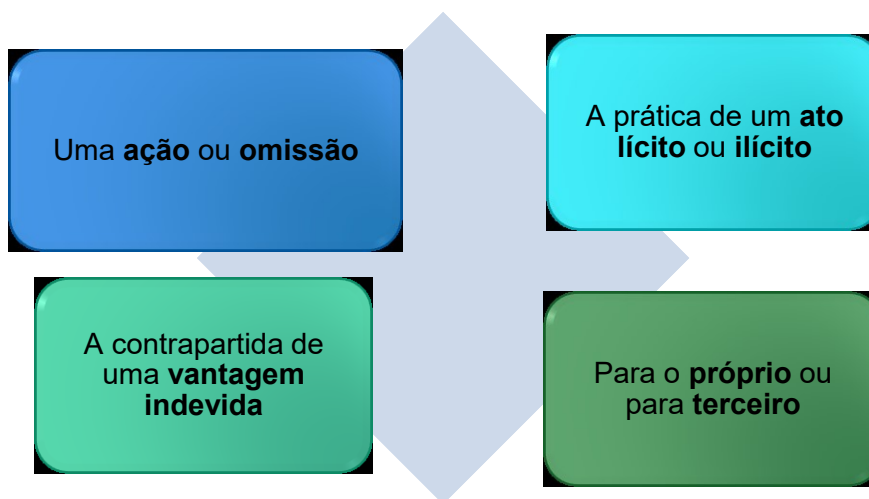 Uma ação ou omissão
A prática de um ato
lícito ou ilícito
A contrapartida de
uma vantagem
indevida
Para o próprio ou
para terceiro